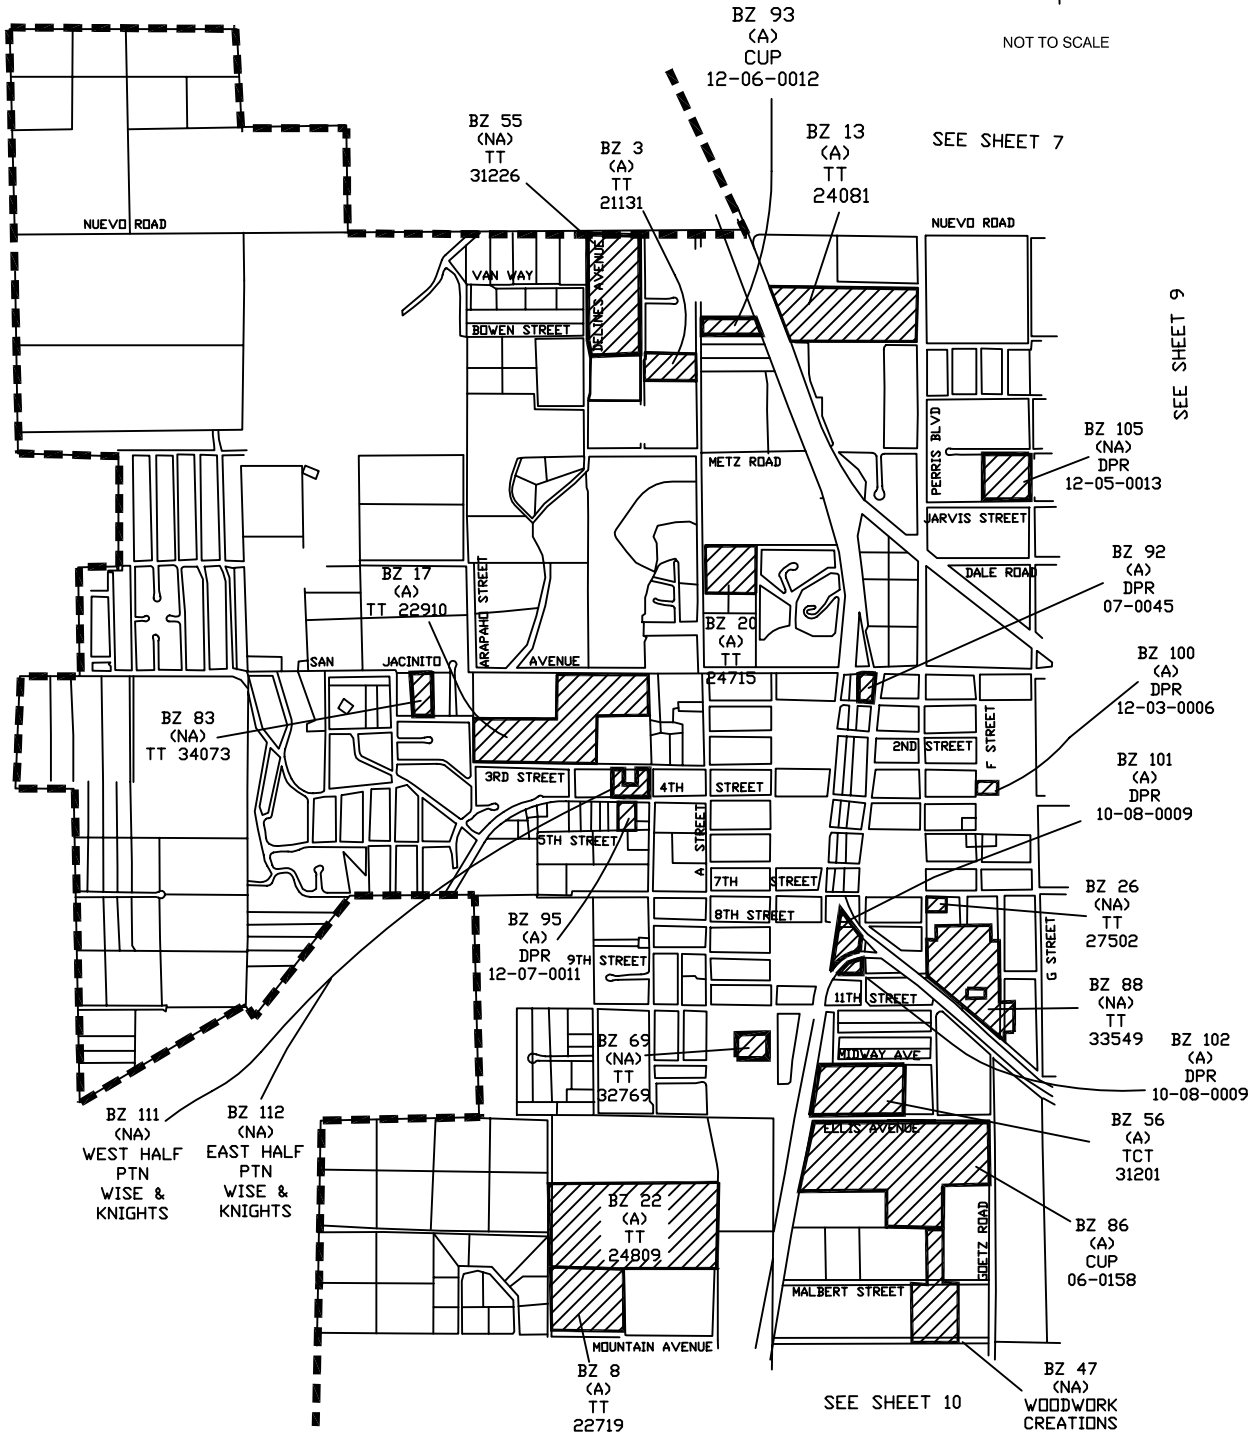 BZ 93
(A)
CUP
12-06-0012
NOT TO SCALE
BZ 55
(NA)
TT
31226
BZ 3
(A)
TT
21131
BZ 13
(A)
TT
24081
SEE SHEET 7
NUEVO ROAD
NUEVO ROAD
VAN WAY
DELINES AVENUE
BOWEN STREET
SEE SHEET 9
PERRIS BLVD
METZ ROAD
BZ 105
(NA)
DPR
12-05-0013
JARVIS STREET
BZ 92
(A)
DPR
07-0045
DALE ROAD
BZ 17
(A)
TT 22910
ARAPAHO STREET
BZ 20
(A)
TT
24715
SAN JACINITO AVENUE
BZ 100
(A)
DPR
12-03-0006
BZ 83
(NA)
TT 34073
2ND STREET
F STREET
BZ 101
(A)
DPR
10-08-0009
3RD STREET
4TH STREET
A STREET
5TH STREET
7TH STREET
8TH STREET
BZ 26
(NA)
TT
27502
BZ 95
(A)
DPR
12-07-0011
9TH STREET
G STREET
11TH STREET
BZ 88
(NA)
TT
33549
BZ 69
(NA)
TT
32769
MIDWAY AVE
BZ 102
(A)
DPR
10-08-0009
BZ 111
(NA)
WEST HALF
PTN
WISE &
KNIGHTS
BZ 112
(NA)
EAST HALF
PTN
WISE &
KNIGHTS
ELLIS AVENUE
BZ 56
(A)
TCT
31201
BZ 22
(A)
TT
24809
GOETZ ROAD
BZ 86
(A)
CUP
06-0158
MALBERT STREET
MOUNTAIN AVENUE
BZ 8
(A)
TT
22719
SEE SHEET 10
BZ 47
(NA)
WOODWORK
CREATIONS